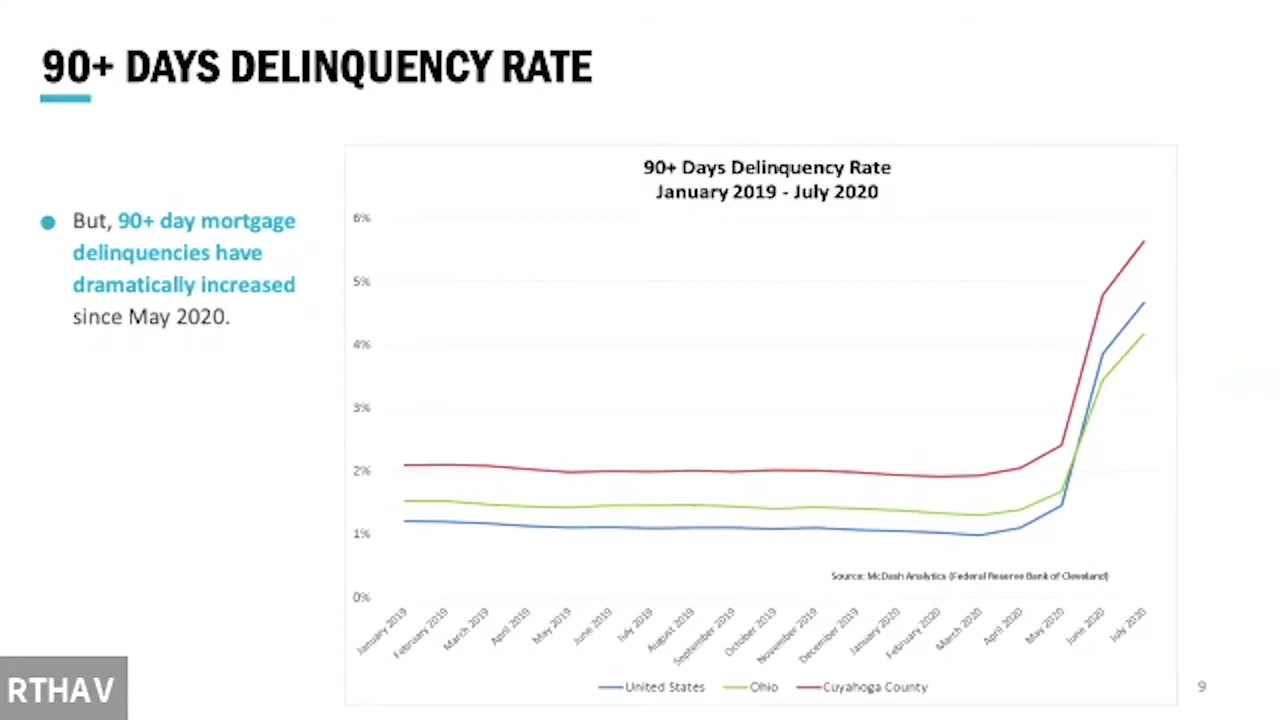 90+ DAYS DELINQUENCY RATE
But, 90+ day mortgage
delinquencies have
dramatically increased
since May 2020.
90+ Days Delinquency Rate
January 2019 - July 2020
6%
5%
4%
3%
2%
1%
0%
Source: McDash Analytics (Federal Reserve Bank of Cleveland)
January 2019
February 2019
March 2019
April 2019
May 2019
June 2019
July 2019
August 2019
September 2019
October 2019
November 2019
December 2019
January 2020
February 2020
March 2020
April 2020
May 2020
June 2020
July 2020
United States Ohio Cuyahoga County
9
RTHAV